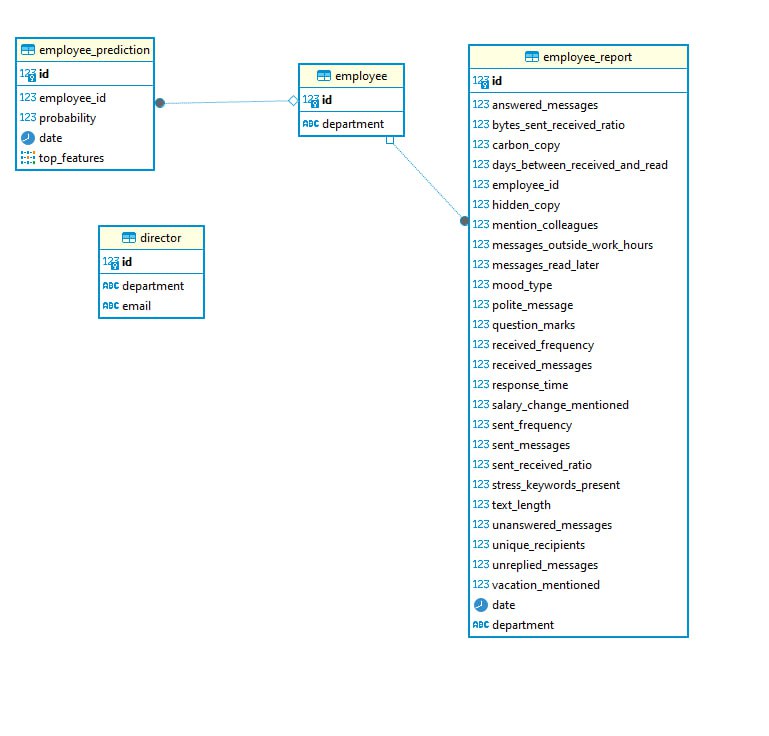 employee_prediction
123 id
123 employee_id
123 probability
date
top_features
employee
123 id
ABC department
director
123 id
ABC department
ABC email
employee_report
123 id
123 answered_messages
123 bytes_sent_received_ratio
123 carbon_copy
123 days_between_received_and_read
123 employee_id
123 hidden_copy
123 mention_colleagues
123 messages_outside_work_hours
123 messages_read_later
123 mood_type
123 polite_message
123 question_marks
123 received_frequency
123 received_messages
123 response_time
123 salary_change_mentioned
123 sent_frequency
123 sent_messages
123 sent_received_ratio
123 stress_keywords_present
123 text_length
123 unanswered_messages
123 unique_recipients
123 unreplied_messages
123 vacation_mentioned
date
ABC department